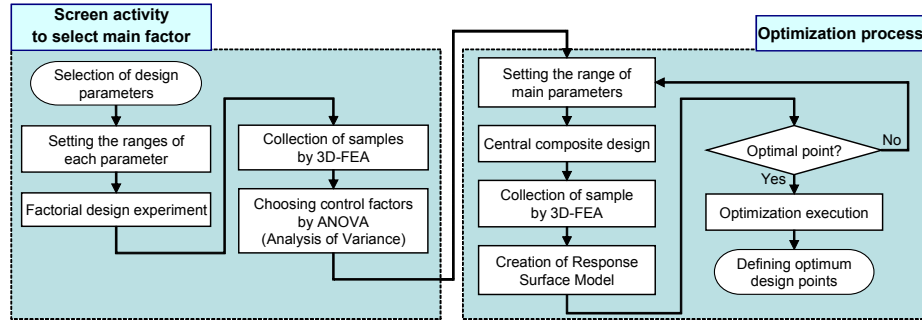 Screen activity
to select main factor
Selection of design
parameters
Setting the ranges of
each parameter
Factorial design experiment
Collection of samples
by 3D-FEA
Choosing control factors
by ANOVA
(Analysis of Variance)
Optimization process
Setting the range of
main parameters
Central composite design
Collection of sample
by 3D-FEA
Creation of Response
Surface Model
Optimal point?
No
Yes
Optimization execution
Defining optimum
design points